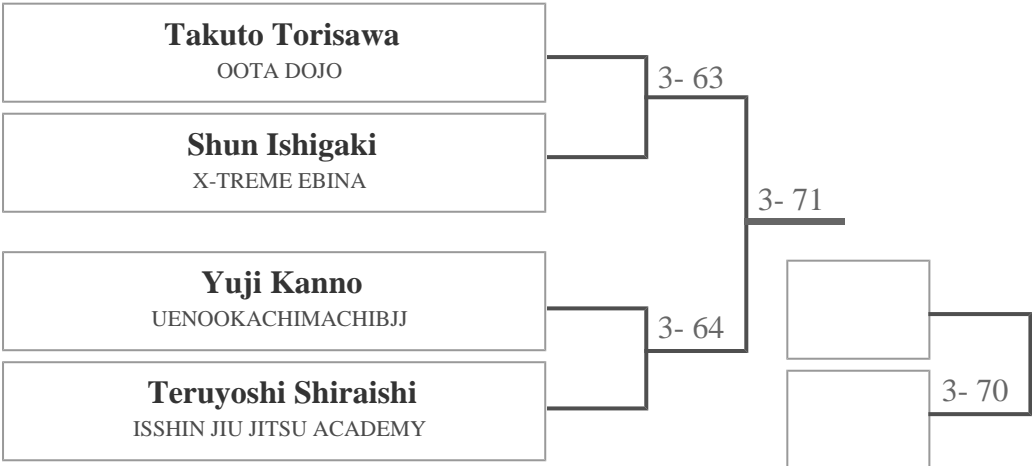 Takuto Torisawa
OOTA DOJO
3- 63
Shun Ishigaki
X-TREME EBINA
3- 71
Yuji Kanno
UENOOKACHIMACHIBJJ
3- 64
Teruyoshi Shiraishi
ISSHIN JIU JITSU ACADEMY
3- 70